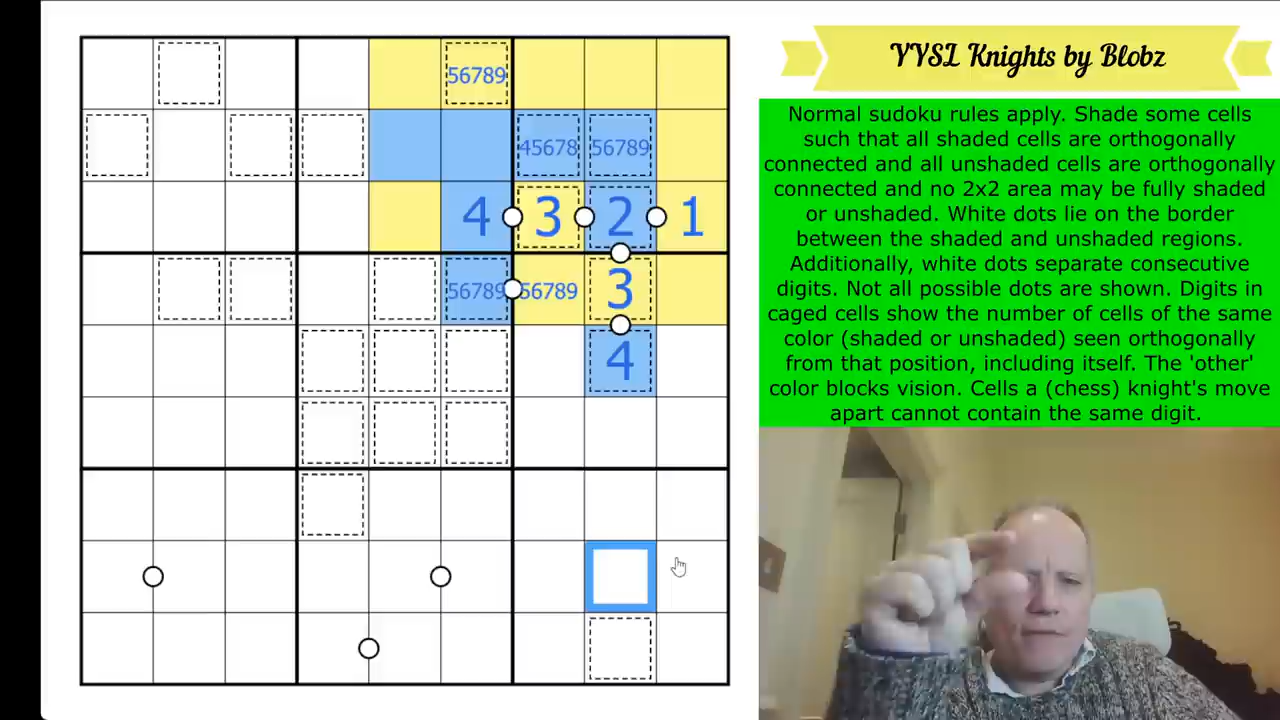 YYSL Knights by Blobz
Normal sudoku rules apply. Shade some cells
such that all shaded cells are orthogonally
connected and all unshaded cells are orthogonally
connected and no 2x2 area may be fully shaded
or unshaded. White dots lie on the border
between the shaded and unshaded regions.
Additionally, white dots separate consecutive
digits. Not all possible dots are shown. Digits in
caged cells show the number of cells of the same
color (shaded or unshaded) seen orthogonally
from that position, including itself. The 'other'
color blocks vision. Cells a (chess) knight's move
apart cannot contain the same digit.
56789
45678 56789
4 3 2 1
56789 56789 3
4